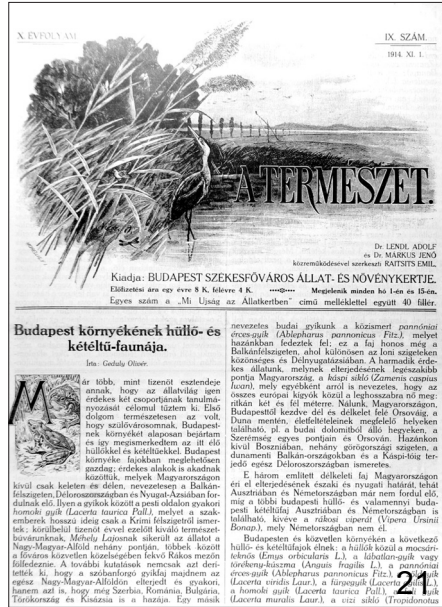 X. ÉVFOLYAM.
IX. SZÁM.
1914. XI. 1.
A TERMÉSZET.
Dr. LENDL ADOLF
és Dr. MÁRKUS JENŐ
közreműködésével szerkeszti RAITSITS EMIL.
Kiadja: BUDAPEST SZÉKESFŐVÁROS ÁLLAT- ÉS NÖVÉNYKERTJE.
Előfizetési ára egy évre 8 K, félévre 4 K. Megjelenik minden hó 1-én és 15-én.
Egyes szám a „Mi Ujság az Állatkertben" című melléklettel együtt 40 fillér.
Budapest környékének hüllő- és
kétéltű-faunája.
Írta: Geduly Olivér.
Már több, mint tizenöt esztendeje
annak, hogy az állatvilág igen
érdekes két csoportjának tanulmá-
nyozását célomul tűztem ki. Első
dolgom természetesen az volt,
hogy szülővárosomnak, Budapest-
nek környékét alaposan bejártam
és így megismerkedtem az itt élő
hüllőkkel és kétéltűekkel. Budapest
környéke fajokban meglehetősen
gazdag; érdekes alakok is akadnak
közöttük, melyek Magyarországon
kívül csak keleten és délen, nevezetesen a Balkán-
félszigeten, Déloroszországban és Nyugat-Ázsiában for-
dulnak elő. Ilyen a gyíkok között a pesti oldalon gyakori
homoki gyík (Lacerta taurica Pall.), melyet a szak-
emberek hosszú ideig csak a Krími félszigetről ismer-
tek; körülbelül tizenöt évvel ezelőtt kiváló természet-
búvárunknak, Méhely Lajosnak sikerült az állatot a
Nagy-Magyar-Alföld néhány pontján, többek között
a főváros közvetlen közelségében fekvő Rákos mezőn
fölfedeznie. A további kutatások nemcsak azt derí-
tették ki, hogy a szóbanforgó gyíkfaj majdnem az
egész Nagy-Magyar-Alföldön elterjedt és gyakori,
hanem azt is, hogy még Szerbia, Románia, Bulgária,
Törökország és Kisázsia is a hazája. Egy másik
nevezetes budai gyíkunk a közismert pannóniai
érces-gyík (Ablepharus pannonicus Fitz.), melyet
hazánkban fedeztek fel; ez a faj honos még a
Balkánfélszigeten, ahol különösen az Ioni szigeteken
közönséges és Délnyugatázsiában. A harmadik érde-
kes állatunk, melynek elterjedésének legészakibb
pontja Magyarország, a káspi sikló (Zamenis caspius
Iwan), mely egyébként arról is nevezetes, hogy az
összes európai kígyók közül a leghosszabbra nő meg:
ritkán két és fél méterre. Nálunk, Magyarországon,
Budapesttől kezdve dél és délkelet felé Orsováig, a
Duna mentén, életfeltételeinek megfelelő helyeken
található, pl. a budai dolomitból álló hegyeken, a
Szerémség egyes pontjain és Orsován. Hazánkon
kívül Boszniában, nehány görögországi szigeten, a
dunamenti Balkán-országokban és a Káspi-tóig ter-
jedő egész Déloroszországban ismeretes.
E három említett délkeleti faj Magyarországon
éri el elterjedésének északi és nyugati határát, tehát
Ausztriában és Németországban már nem fordul elő,
míg a többi budapesti hüllő- és valamennyi buda-
pesti kétéltűfaj Ausztriában és Németországban is
található, kivéve a rákosi viperát (Vipera Ursinii
Bonap.), mely Németországban nem él.
Budapesten és közvetlen környékén a következő
hüllő- és kétéltűfajok élnek: a hüllők közül a mocsári-
teknős (Emys orbicularis L.), a lábatlan-gyík vagy
törékeny-kúszma (Anguis fragilis L.), a pannóniai
érces-gyík (Ablepharus pannonicus Fitz.),
(Lacerta viridis Laur.), a fürgegyík (Lacerta agilis L.),
a homoki gyík (Lacerta taurica Pall.), a
(Lacerta muralis Laur.), a vízi sikló (Tropidonotus
21